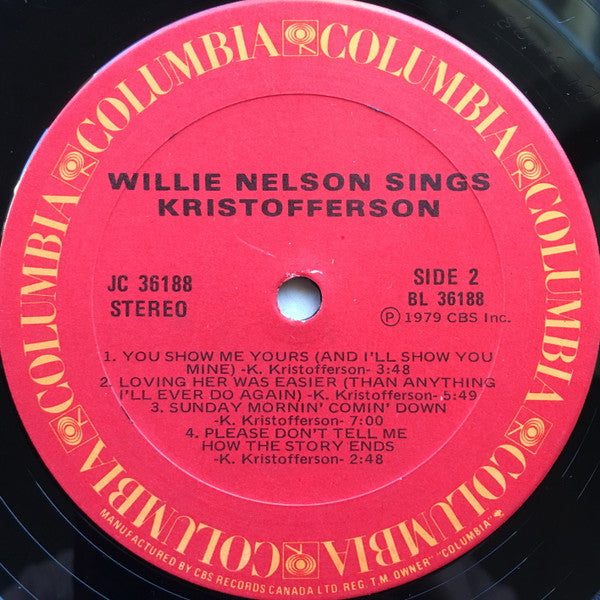 COLUMBIA COLUMBIA COLUMBIA COLUMBIA COLUMBIA COLUMBIA
WILLIE NELSON SINGS
KRISTOFFERSON
JC 36188
STEREO
SIDE 2
BL 36188
Ⓟ 1979 CBS Inc.
1. YOU SHOW ME YOURS (AND I'LL SHOW YOU
MINE) -K. Kristofferson- 3:48
2. LOVING HER WAS EASIER (THAN ANYTHING
I'LL EVER DO AGAIN) -K. Kristofferson- 5:49
3. SUNDAY MORNIN' COMIN' DOWN
-K. Kristofferson- 7:00
4. PLEASE DON'T TELL ME
HOW THE STORY ENDS
-K. Kristofferson- 2:48
MANUFACTURED BY CBS RECORDS CANADA LTD REG. T.M. OWNER "COLUMBIA"